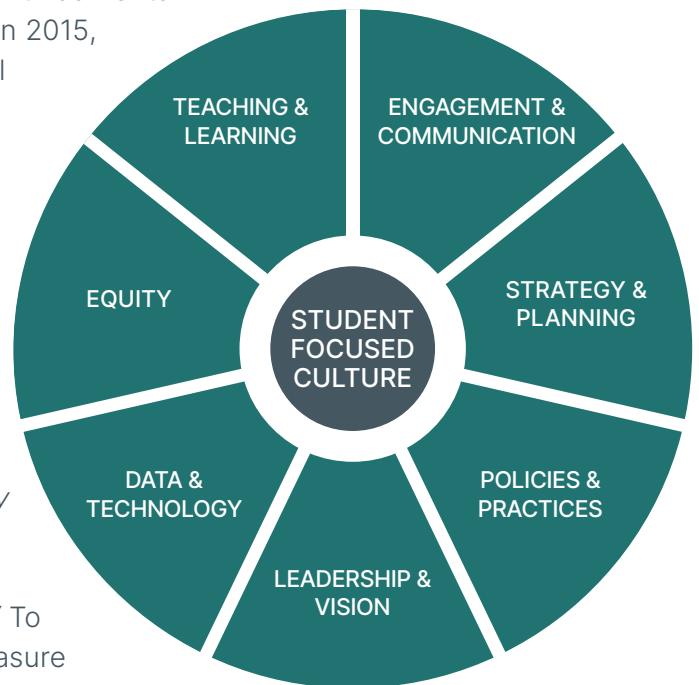 n 2015,
TEACHING &
LEARNING
ENGAGEMENT &
COMMUNICATION
EQUITY
STRATEGY &
PLANNING
STUDENT
FOCUSED
CULTURE
DATA &
TECHNOLOGY
POLICIES &
PRACTICES
LEADERSHIP &
VISION
To
asure